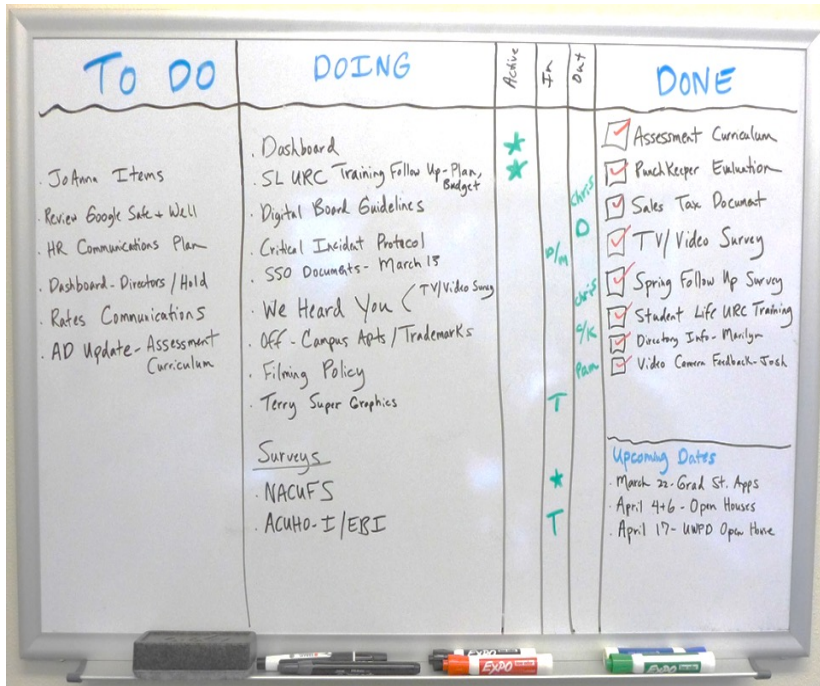 TO DO
JoAnna Items
Review Google Safe + Well
HR Communications Plan
Dashboard - Directors / Hold
Rates Communications
AD Update - Assessment
Curriculum
DOING
Active
In
Out
Dashboard
SL URC Training Follow Up - Plan,
Budget
Digital Board Guidelines
Chris
Critical Incident Protocol
D
SSO Documents - March 15
D/M
We Heard You ( TV/Video Survey
Chris
Off - Campus Apts / Trademarks
C/K
Filming Policy
Pam
Terry Super Graphics
T
Surveys
NACUFS
ACUHO-I / EBI
T
DONE
Assessment Curriculum
PunchKeeper Evaluation
Sales Tax Document
TV/Video Survey
Spring Follow Up Survey
Student Life URC Training
Directory Info - Marilyn
Video Camera Feedback - Josh
Upcoming Dates
March 22 - Grad St. Apps
April 4+6 - Open Houses
April 17 - UWPD Open House
EXPO
EXPO